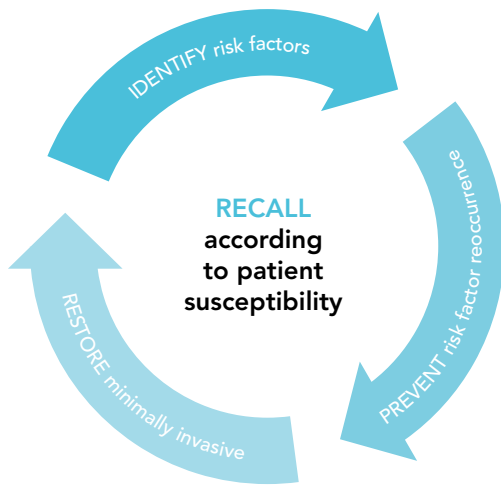 IDENTIFY risk factors
PREVENT risk factor reoccurrence
RESTORE minimally invasive
RECALL
according
to patient
susceptibility